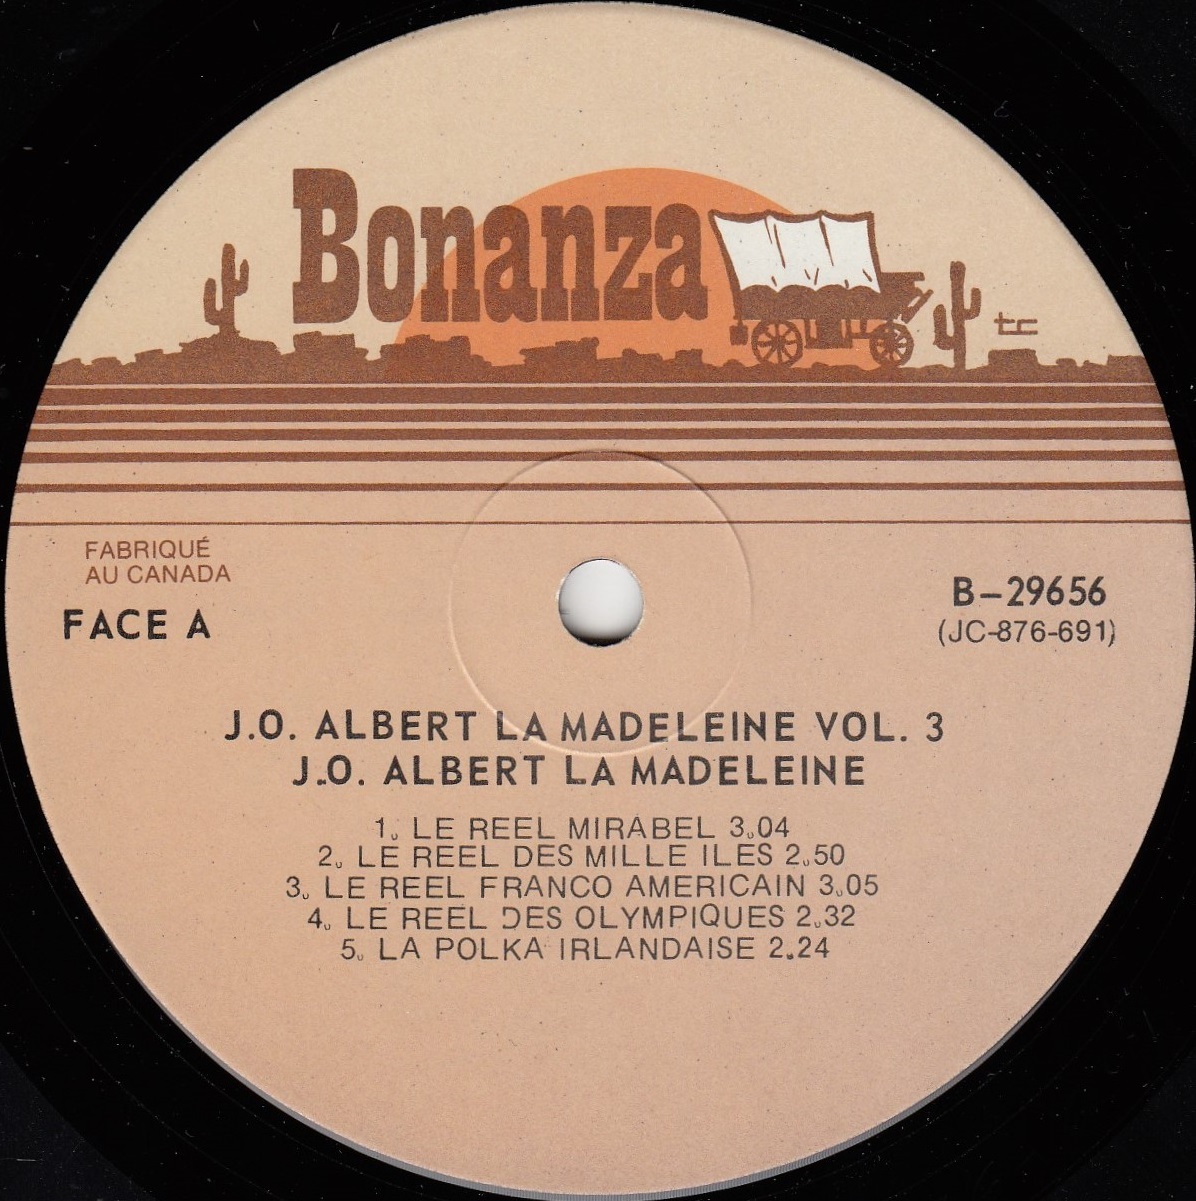 Bonanza
FABRIQUÉ
AU CANADA
FACE A
B-29656
(JC-876-691)
J.O. ALBERT LA MADELEINE VOL. 3
J.O. ALBERT LA MADELEINE
1. LE REEL MIRABEL 3.04
2. LE REEL DES MILLE ILES 2.50
3. LE REEL FRANCO AMERICAIN 3.05
4. LE REEL DES OLYMPIQUES 2.32
5. LA POLKA IRLANDAISE 2.24